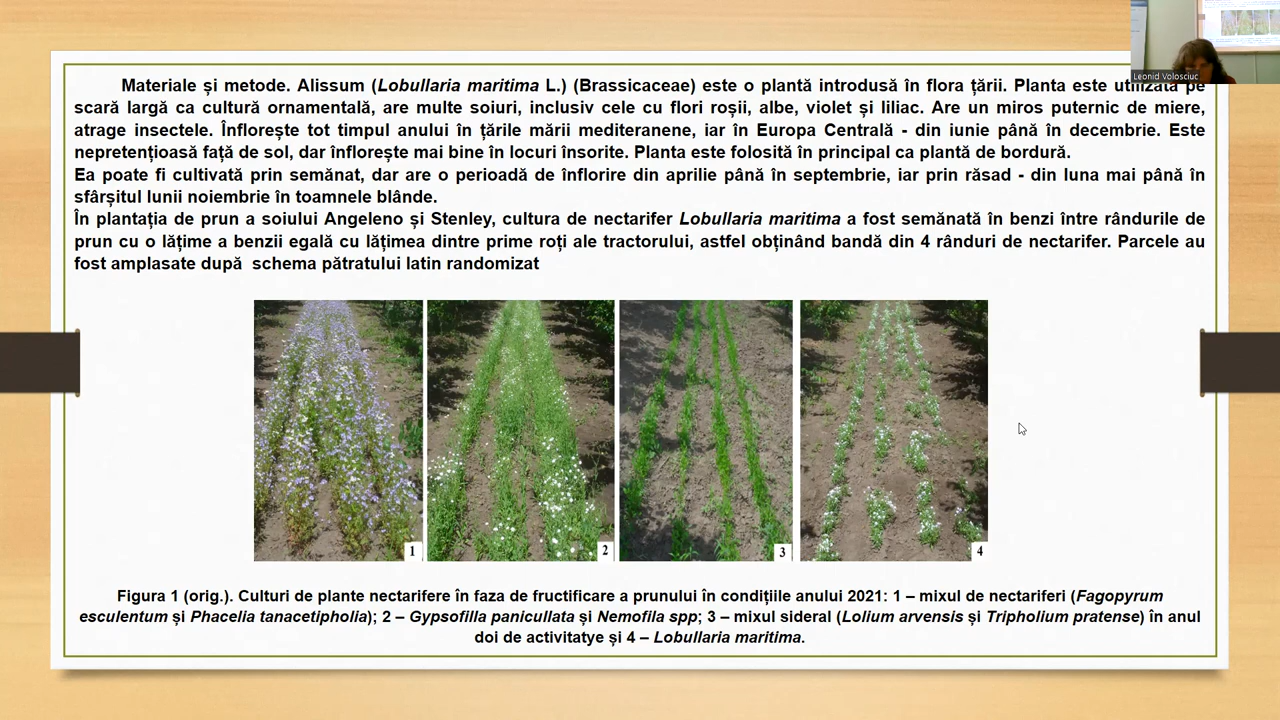 Leonid Volosciuc
Materiale și metode. Alissum (Lobullaria maritima L.) (Brassicaceae) este o plantă introdusă în flora țării. Planta este utilizată pe
scară largă ca cultură ornamentală, are multe soiuri, inclusiv cele cu flori roșii, albe, violet și liliac. Are un miros puternic de miere,
atrage insectele. Înflorește tot timpul anului în țările mării mediteranene, iar în Europa Centrală - din iunie până în decembrie. Este
nepretențioasă față de sol, dar înflorește mai bine în locuri însorite. Planta este folosită în principal ca plantă de bordură.
Ea poate fi cultivată prin semănat, dar are o perioadă de înflorire din aprilie până în septembrie, iar prin răsad - din luna mai până în
sfârșitul lunii noiembrie în toamnele blânde.
În plantația de prun a soiului Angeleno și Stenley, cultura de nectarifer Lobullaria maritima a fost semănată în benzi între rândurile de
prun cu o lățime a benzii egală cu lățimea dintre prime roți ale tractorului, astfel obținând bandă din 4 rânduri de nectarifer. Parcele au
fost amplasate după schema pătratului latin randomizat
1
2
3
4
Figura 1 (orig.). Culturi de plante nectarifere în faza de fructificare a prunului în condițiile anului 2021: 1 – mixul de nectariferi (Fagopyrum
esculentum și Phacelia tanacetipholia); 2 – Gypsofilla panicullata și Nemofila spp; 3 – mixul sideral (Lolium arvensis și Tripholium pratense) în anul
doi de activitatye și 4 – Lobullaria maritima.